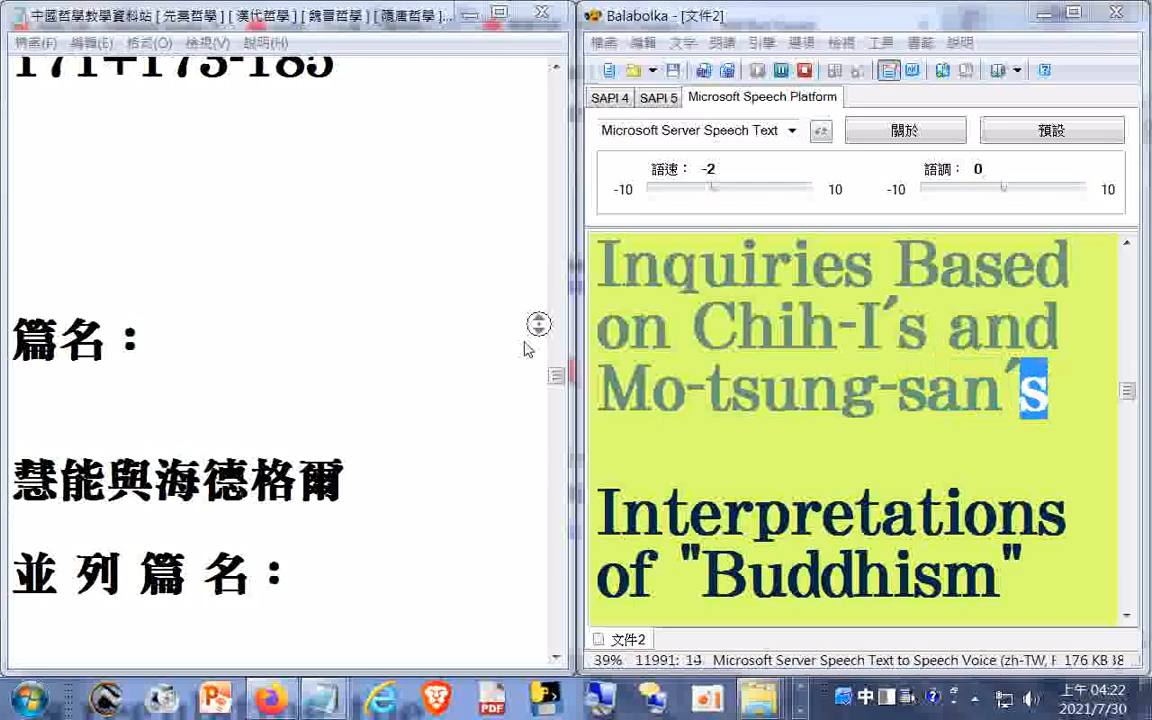 中國哲學教學資料站 [ 先秦哲學 ] [ 漢代哲學 ] [ 魏晉哲學 ] [ 隋唐哲學 ]...
檔案(F) 編輯(E) 格式(O) 檢視(V) 說明(H)
171+173-185
篇名：
慧能與海德格爾
並 列 篇 名：
Balabolka - [文件2]
檔案 編輯 文字 朗讀 引擎 選項 檢視 工具 書籤 說明
SAPI 4 SAPI 5 Microsoft Speech Platform
Microsoft Server Speech Text 關於 預設
語速： -2 語調： 0
-10 10 -10 10
Inquiries Based
on Chih-I's and
Mo-tsung-san's
Interpretations
of "Buddhism"
文件2
39% 11991: 14 Microsoft Server Speech Text to Speech Voice (zh-TW, 176 KB
PDF 中 上午 04:22
2021/7/30